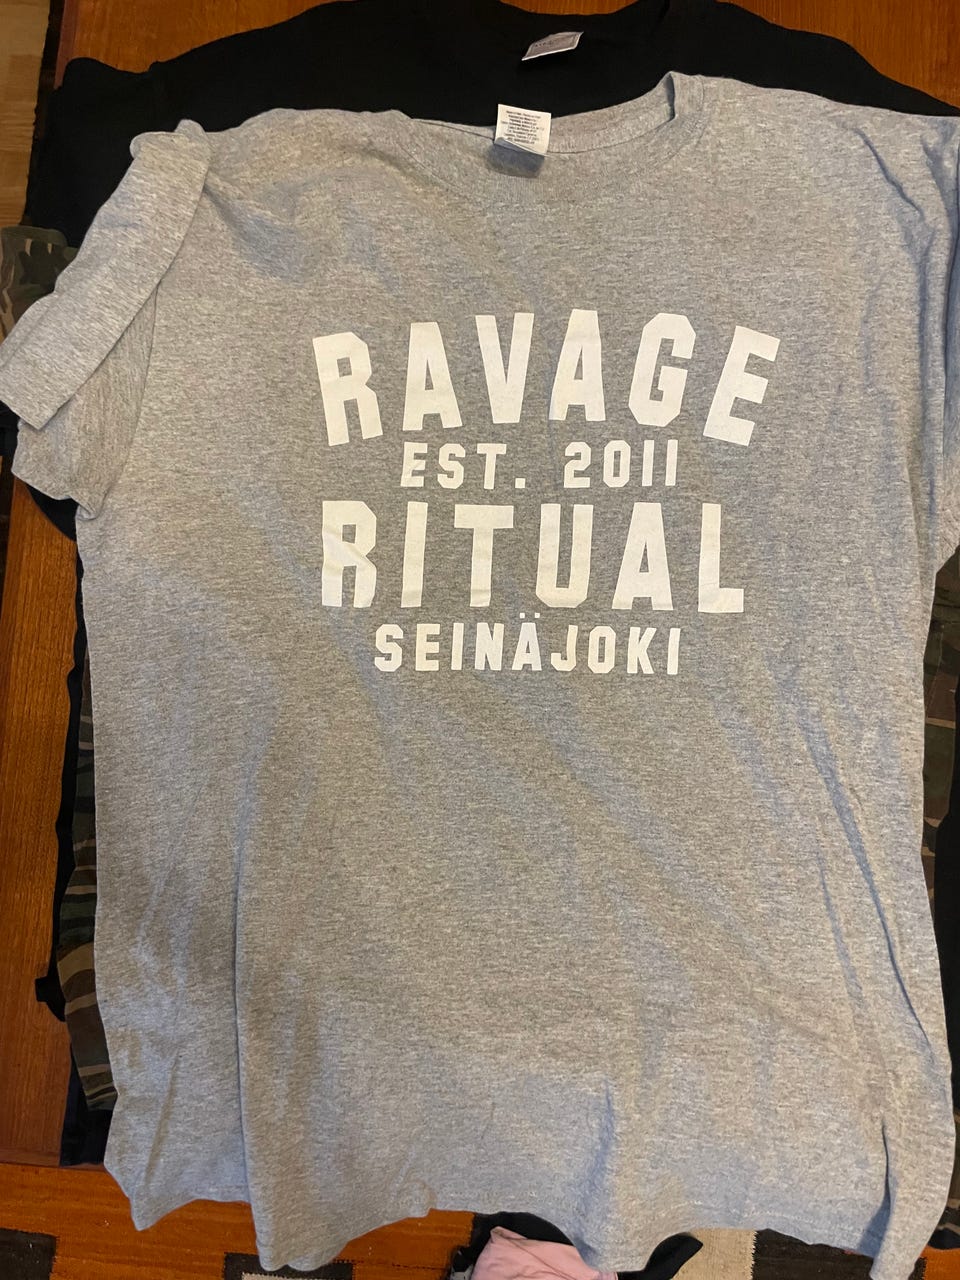 RAVAGE
EST. 2011
RITUAL
SEINÄJOKI